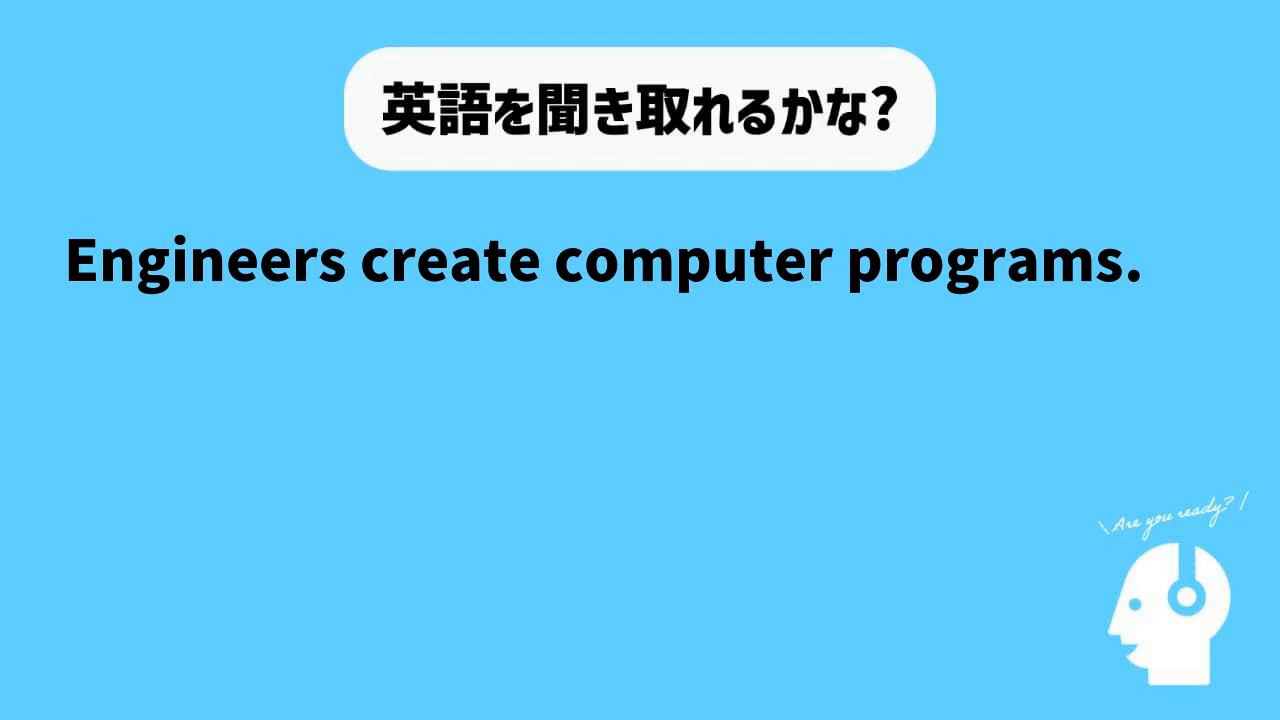 英語を聞き取れるかな?
Engineers create computer programs.
\ Are you ready? /